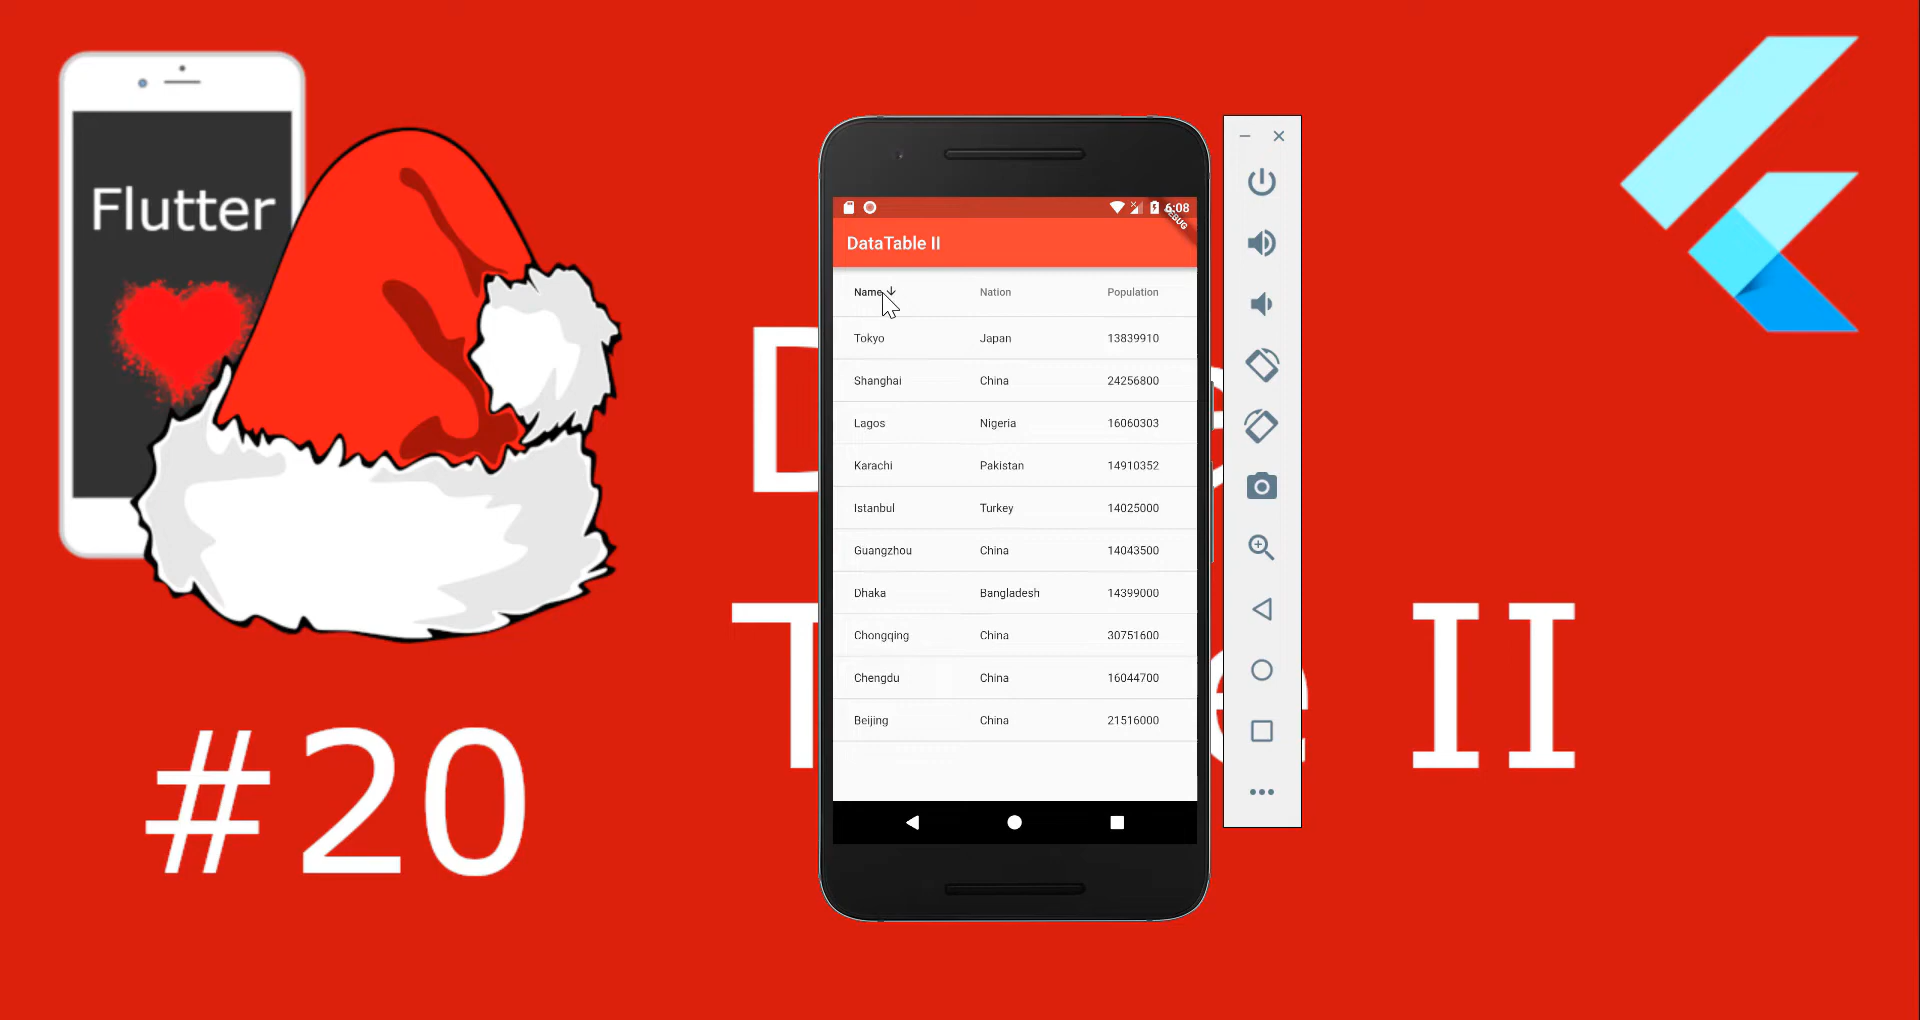 Flutter
#20
D
T e II
6:08
DEBUG
DataTable II
Name Nation Population
Tokyo Japan 13839910
Shanghai China 24256800
Lagos Nigeria 16060303
Karachi Pakistan 14910352
Istanbul Turkey 14025000
Guangzhou China 14043500
Dhaka Bangladesh 14399000
Chongqing China 30751600
Chengdu China 16044700
Beijing China 21516000